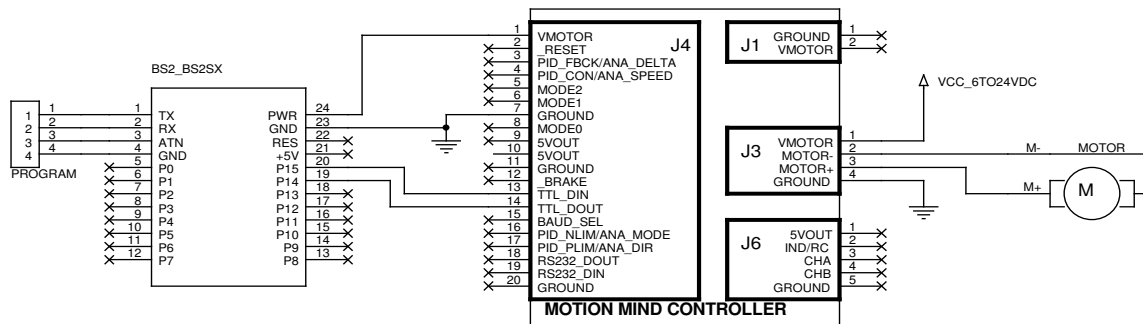 BS2_BS2SX
1 1 1 TX PWR 24
2 2 2 RX GND 23
3 3 3 ATN RES 22
4 4 4 GND +5V 21
PROGRAM
5 P0 P15 20
6 P1 P14 19
7 P2 P13 18
8 P3 P12 17
9 P4 P11 16
10 P5 P10 15
11 P6 P9 14
12 P7 P8 13
J4
1 VMOTOR
2 _RESET
3 PID_FBCK/ANA_DELTA
4 PID_CON/ANA_SPEED
5 MODE2
6 MODE1
7 GROUND
8 MODE0
9 5VOUT
10 5VOUT
11 GROUND
12 _BRAKE
13 TTL_DIN
14 TTL_DOUT
15 BAUD_SEL
16 PID_NLIM/ANA_MODE
17 PID_PLIM/ANA_DIR
18 RS232_DOUT
19 RS232_DIN
20 GROUND
MOTION MIND CONTROLLER
J1
GROUND 1
VMOTOR 2
J3
VMOTOR 1
MOTOR- 2
MOTOR+ 3
GROUND 4
J6
5VOUT 1
IND/RC 2
CHA 3
CHB 4
GROUND 5
VCC_6TO24VDC
M- MOTOR
M+ M